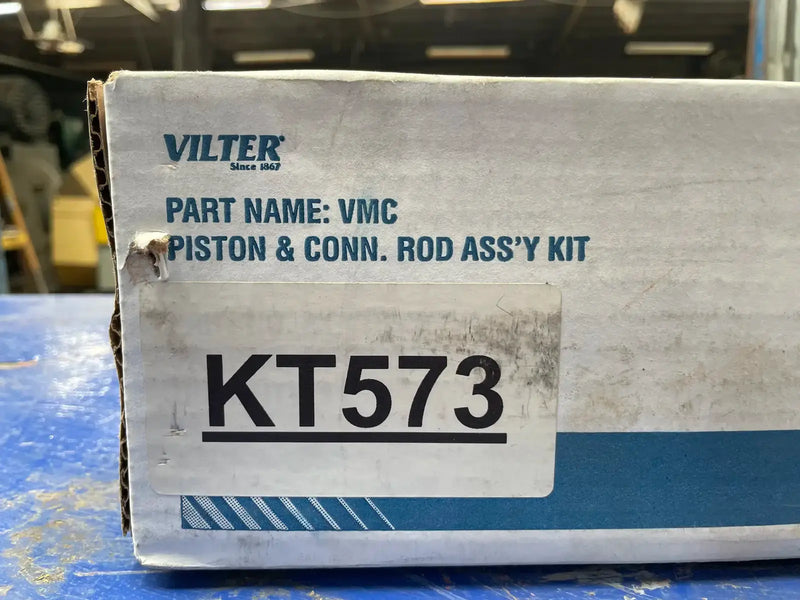 VILTER
Since 1867
PART NAME: VMC
PISTON & CONN. ROD ASS'Y KIT
KT573